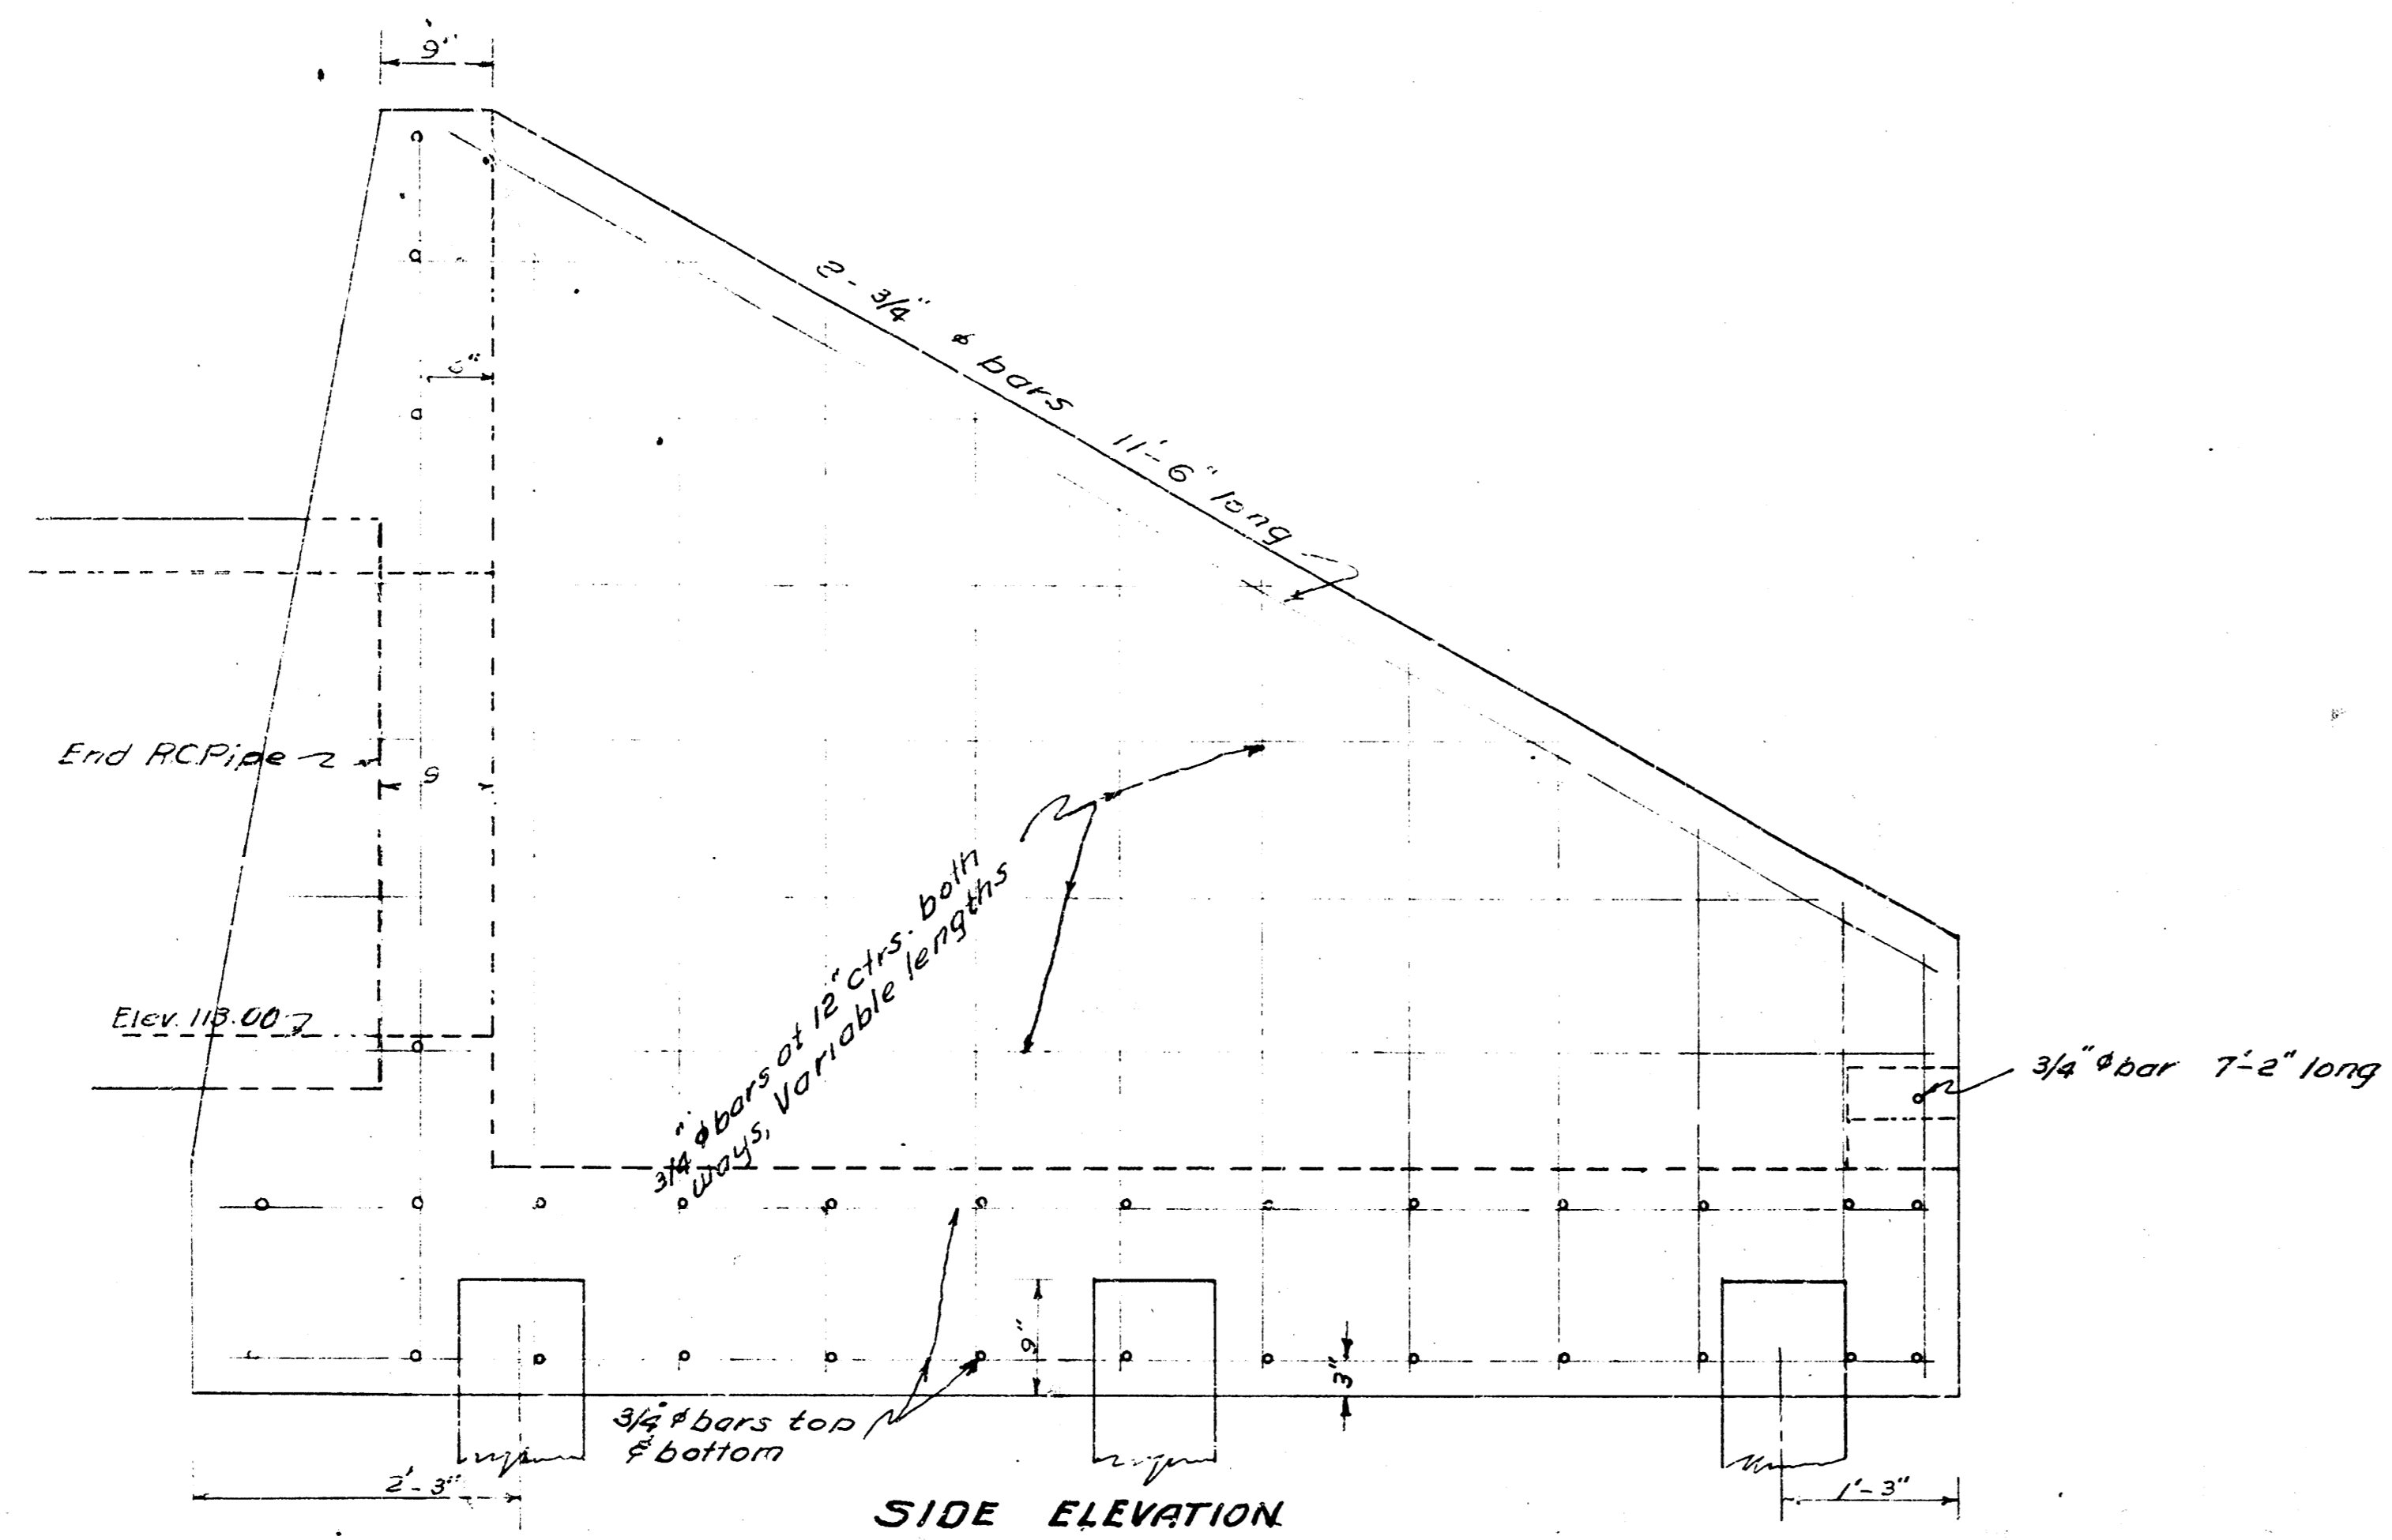 9"
2 - 3/4" φ bars 11'-6" long
6"
End R.C.Pipe
9
3/4" φ bars at 12" ctrs. both
ways, Variable lengths
Elev. 113.00
3/4" φ bar 7'-2" long
9"
3"
3/4" φ bars top
& bottom
2'-3"
1'-3"
SIDE ELEVATION